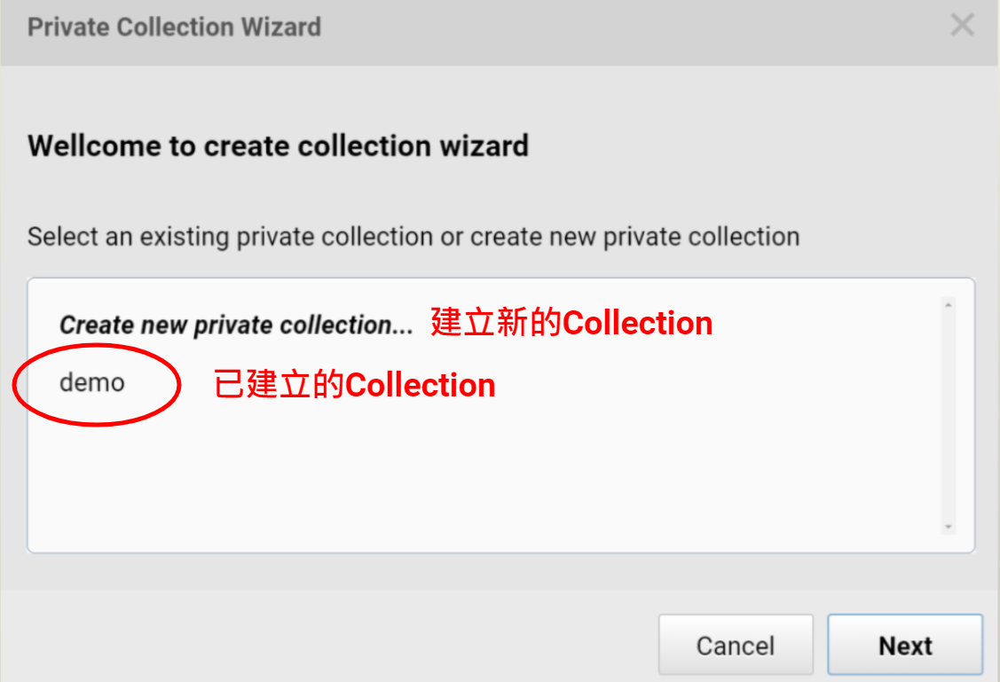 Private Collection Wizard
Wellcome to create collection wizard
Select an existing private collection or create new private collection
Create new private collection... 建立新的Collection
demo 已建立的Collection
Cancel Next